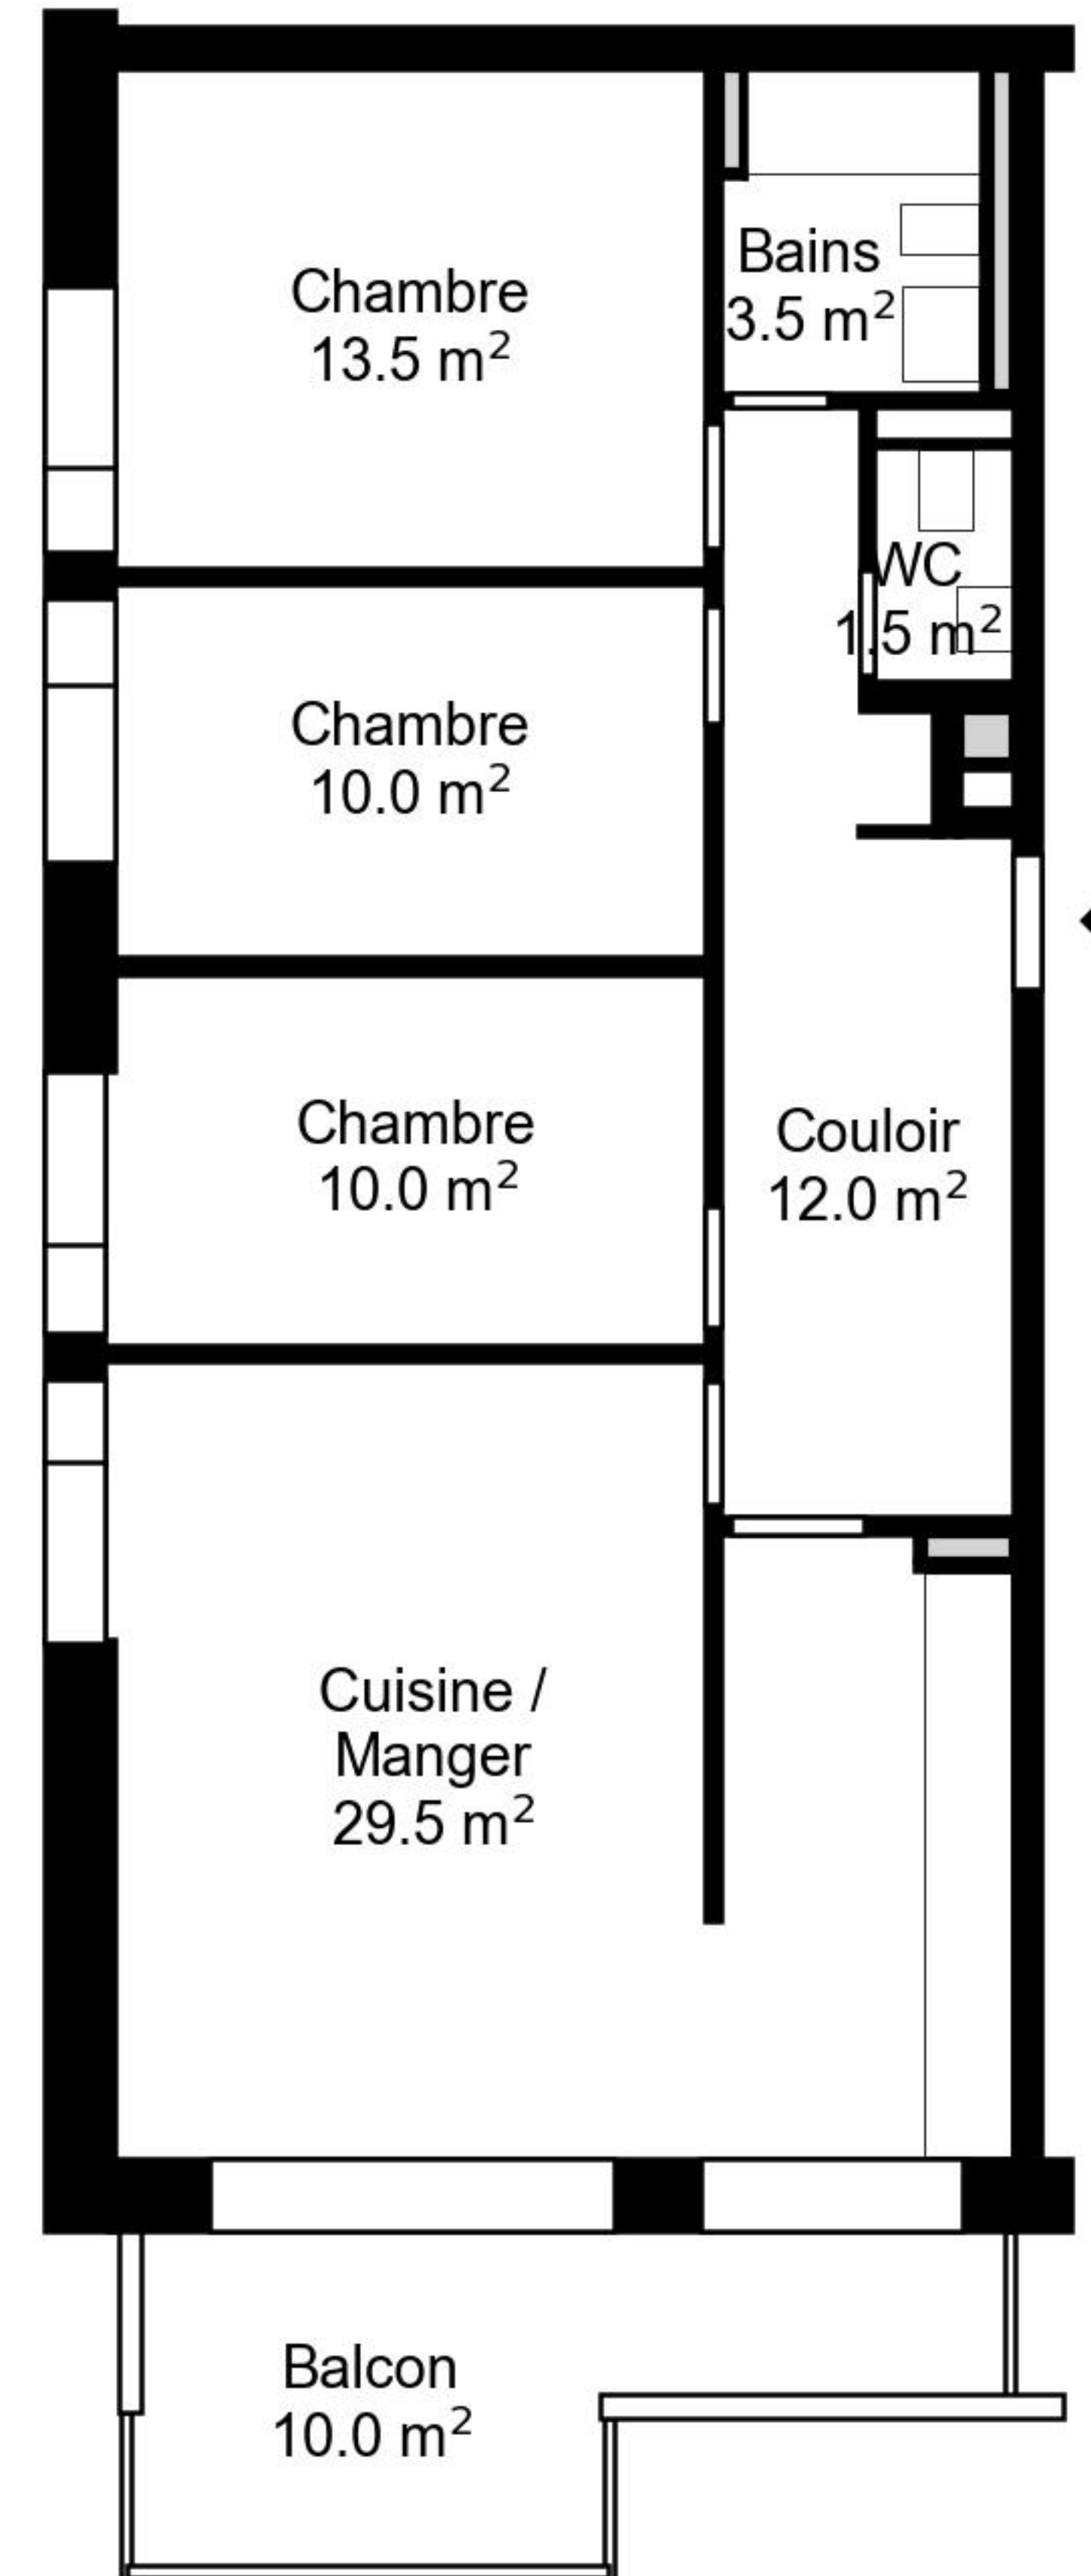 Chambre
13.5 m²
Bains
3.5 m²
WC
1.5 m²
Chambre
10.0 m²
Chambre
10.0 m²
Couloir
12.0 m²
Cuisine /
Manger
29.5 m²
Balcon
10.0 m²